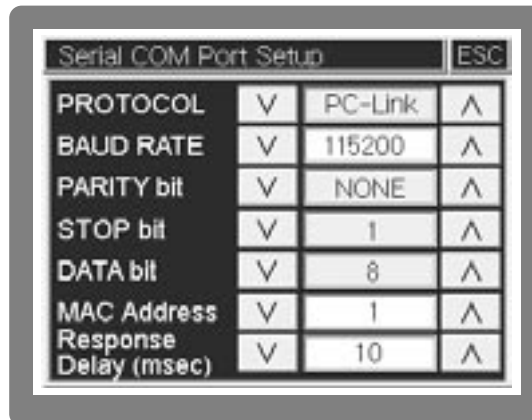 Serial COM Port Setup ESC
PROTOCOL V PC-Link Λ
BAUD RATE V 115200 Λ
PARITY bit V NONE Λ
STOP bit V 1 Λ
DATA bit V 8 Λ
MAC Address V 1 Λ
Response
Delay (msec) V 10 Λ